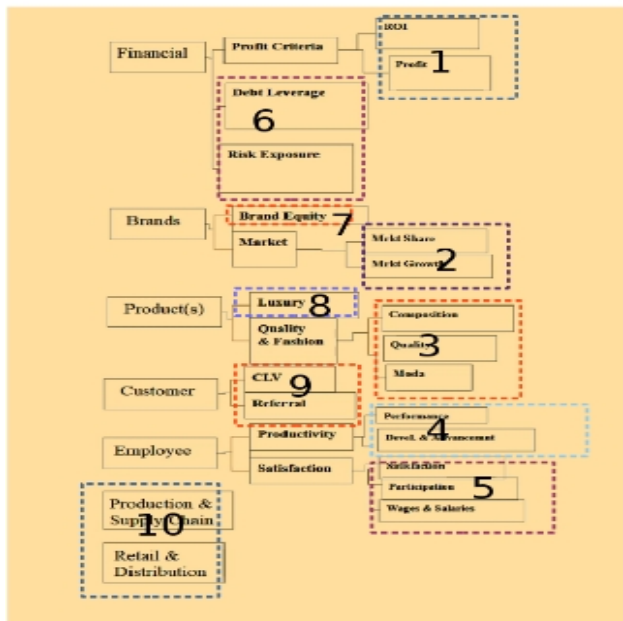 ROI
Financial
Profit Criteria
Profit
1
Debt Leverage
6
Risk Exposure
Brands
Brand Equity
7
Market
Mrkt Share
2
Mrkt Growth
Product(s)
Luxury
8
Quality
& Fashion
Composition
Quality
3
Moda
Customer
CLV
9
Referral
Employee
Productivity
Performance
4
Devel. & Advancement
Satisfaction
Satisfaction
Participation
5
Wages & Salaries
Production &
Supply Chain
10
Retail &
Distribution